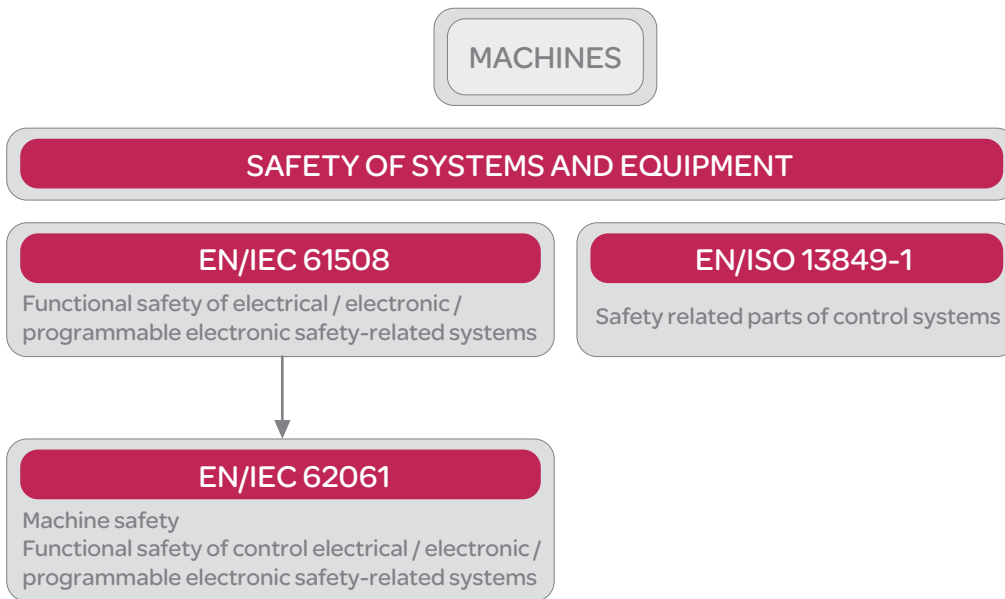 MACHINES
SAFETY OF SYSTEMS AND EQUIPMENT
EN/IEC 61508
Functional safety of electrical / electronic /
programmable electronic safety-related systems
EN/ISO 13849-1
Safety related parts of control systems
EN/IEC 62061
Machine safety
Functional safety of control electrical / electronic /
programmable electronic safety-related systems